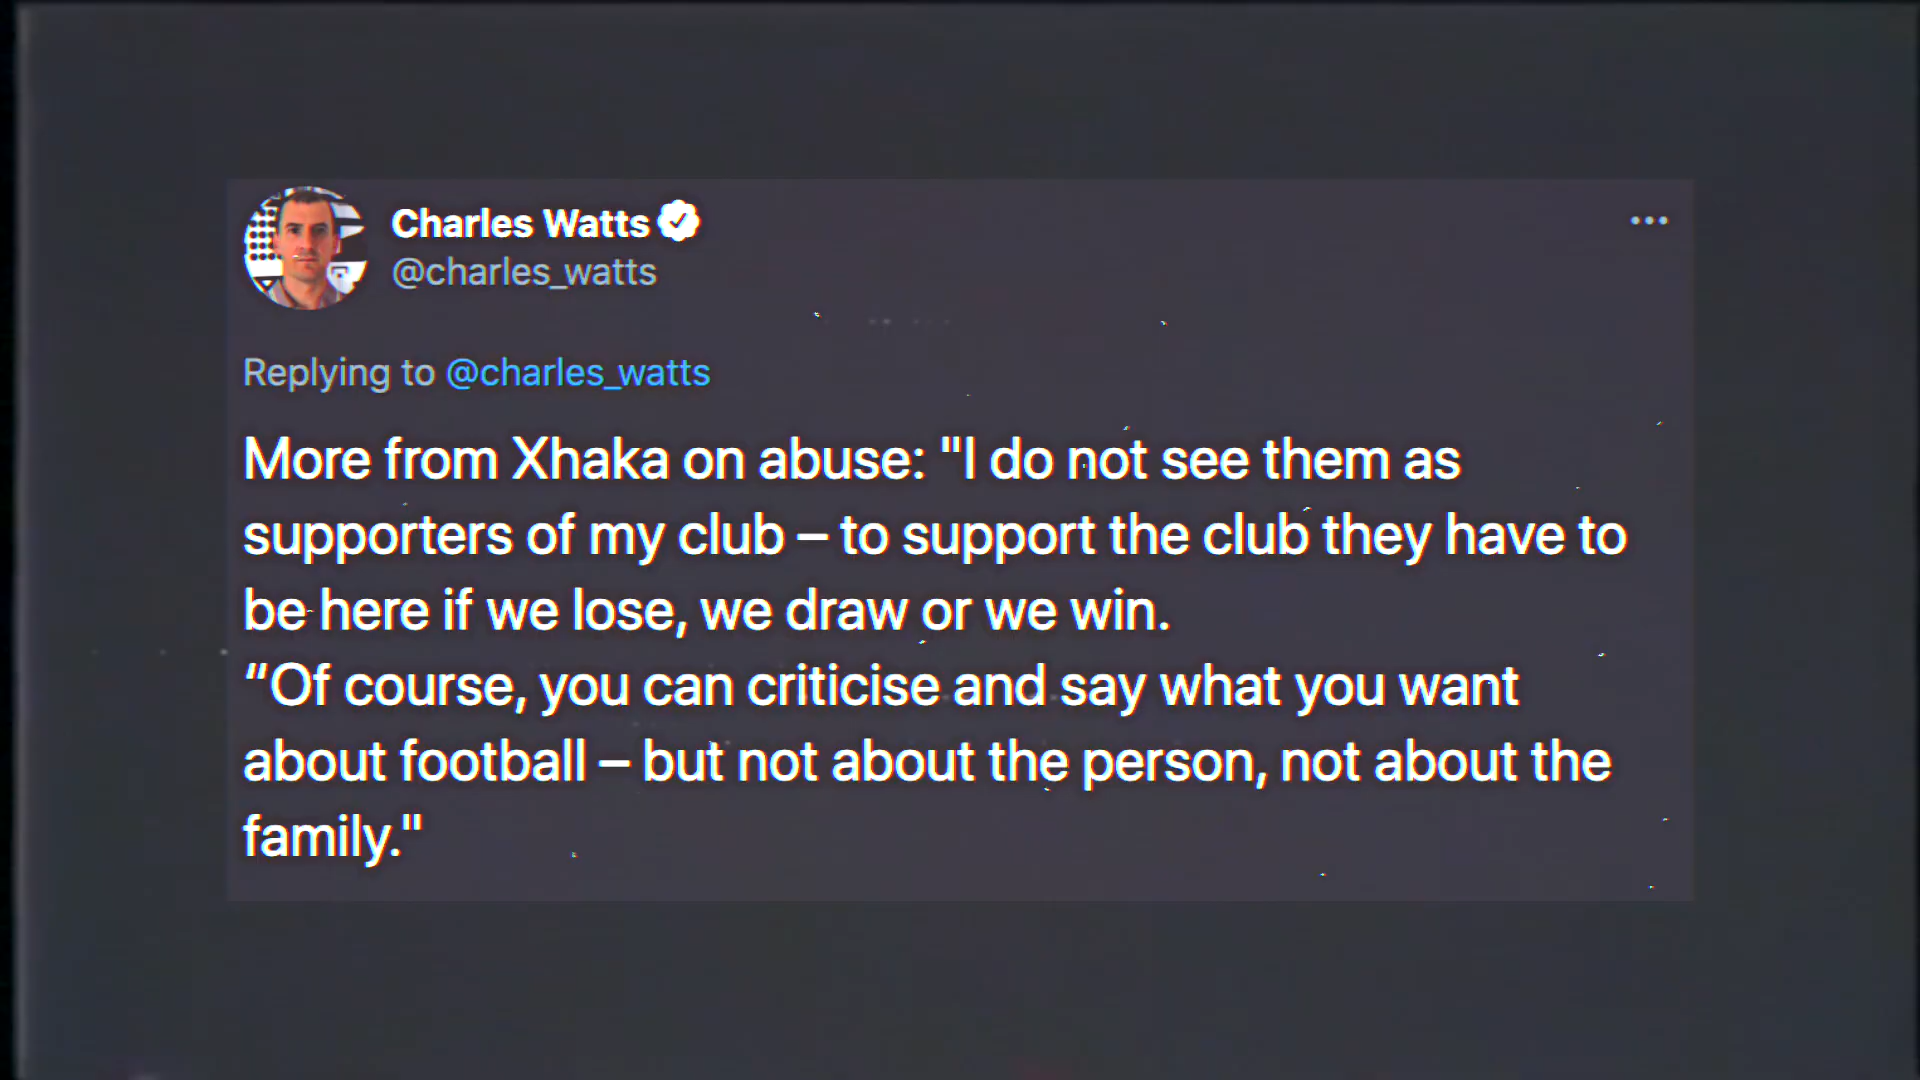 Charles Watts
@charles_watts
Replying to @charles_watts
More from Xhaka on abuse: "I do not see them as
supporters of my club – to support the club they have to
be here if we lose, we draw or we win.
“Of course, you can criticise and say what you want
about football – but not about the person, not about the
family."